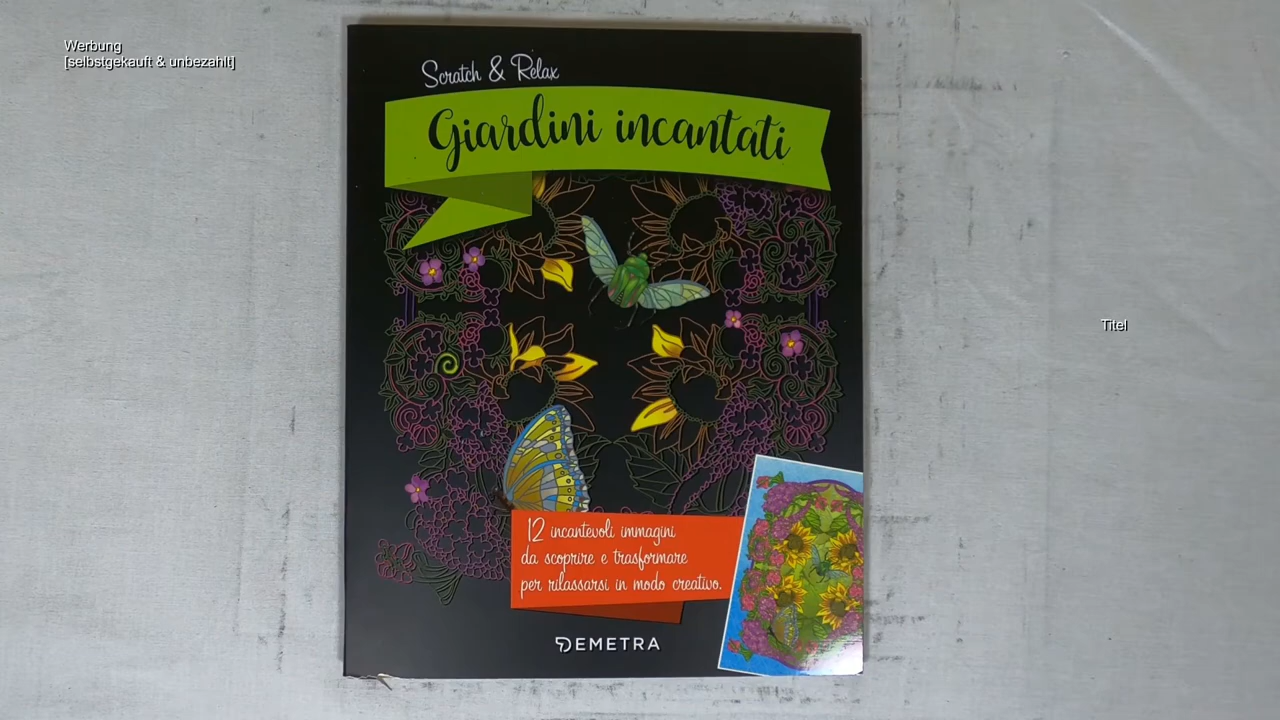 Werbung
[selbstgekauft & unbezahlt]
Scratch & Relax
Giardini incantati
Titel
12 incantevoli immagini
da scoprire e trasformare
per rilassarsi in modo creativo.
DEMETRA